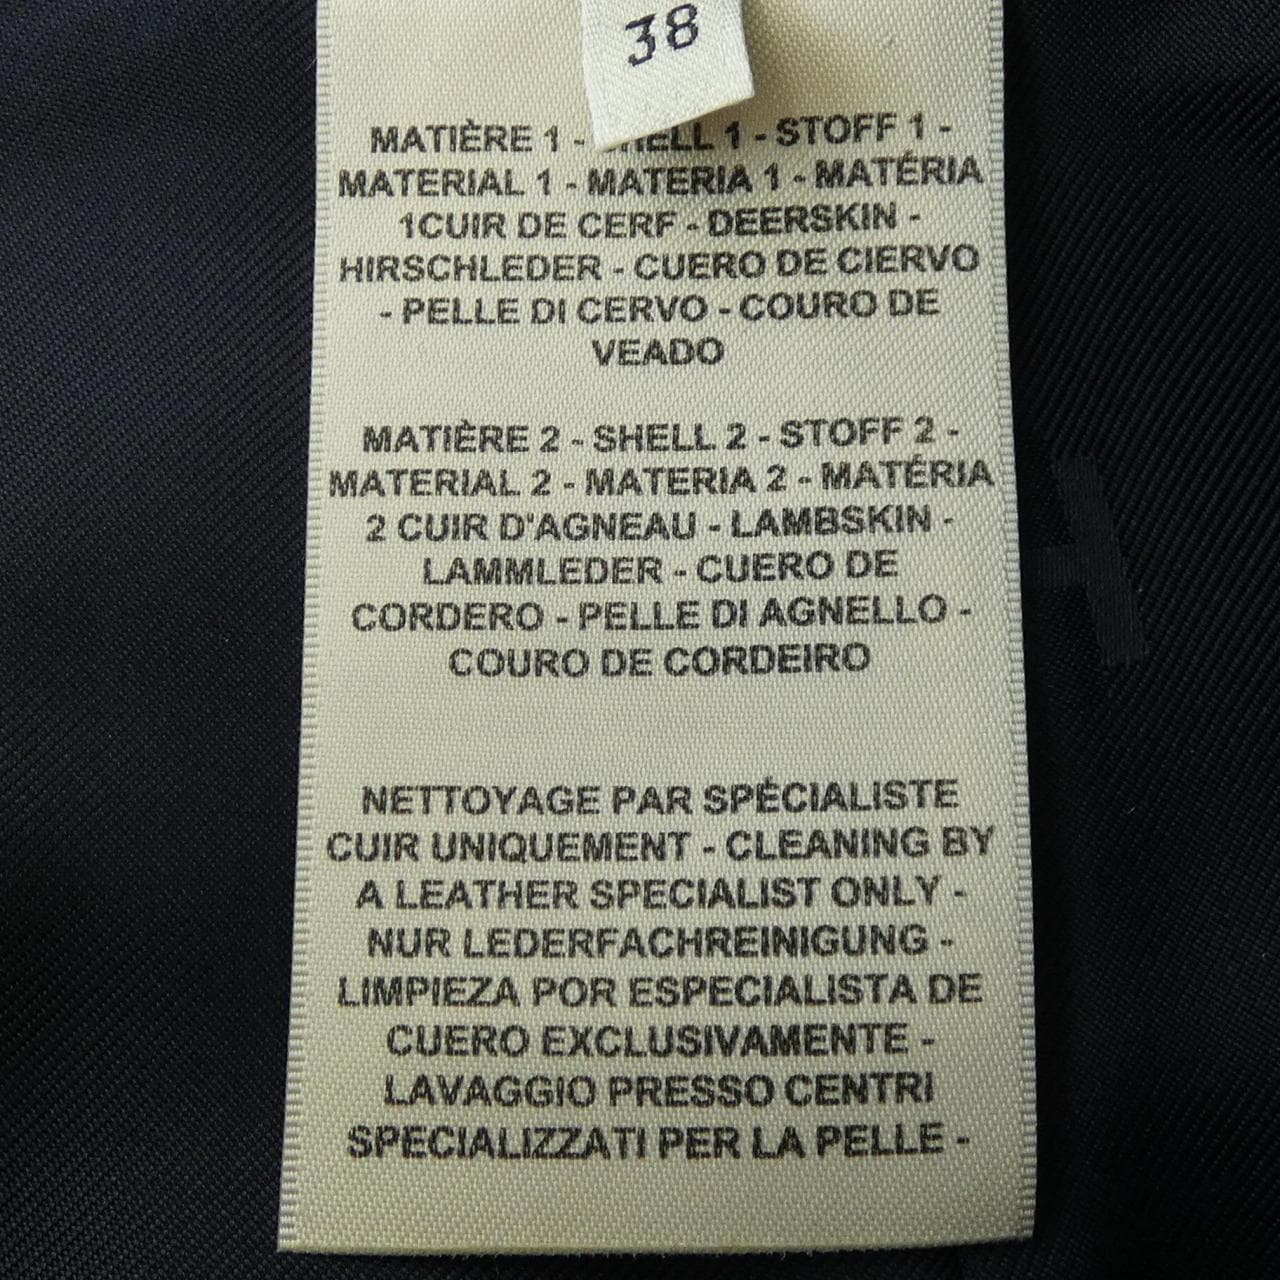 38
MATIÈRE 1 - SHELL 1 - STOFF 1 -
MATERIAL 1 - MATERIA 1 - MATÉRIA
1CUIR DE CERF - DEERSKIN -
HIRSCHLEDER - CUERO DE CIERVO
- PELLE DI CERVO - COURO DE
VEADO
MATIÈRE 2 - SHELL 2 - STOFF 2 -
MATERIAL 2 - MATERIA 2 - MATÉRIA
2 CUIR D'AGNEAU - LAMBSKIN -
LAMMLEDER - CUERO DE
CORDERO - PELLE DI AGNELLO -
COURO DE CORDEIRO
NETTOYAGE PAR SPÉCIALISTE
CUIR UNIQUEMENT - CLEANING BY
A LEATHER SPECIALIST ONLY -
NUR LEDERFACHREINIGUNG -
LIMPIEZA POR ESPECIALISTA DE
CUERO EXCLUSIVAMENTE -
LAVAGGIO PRESSO CENTRI
SPECIALIZZATI PER LA PELLE -